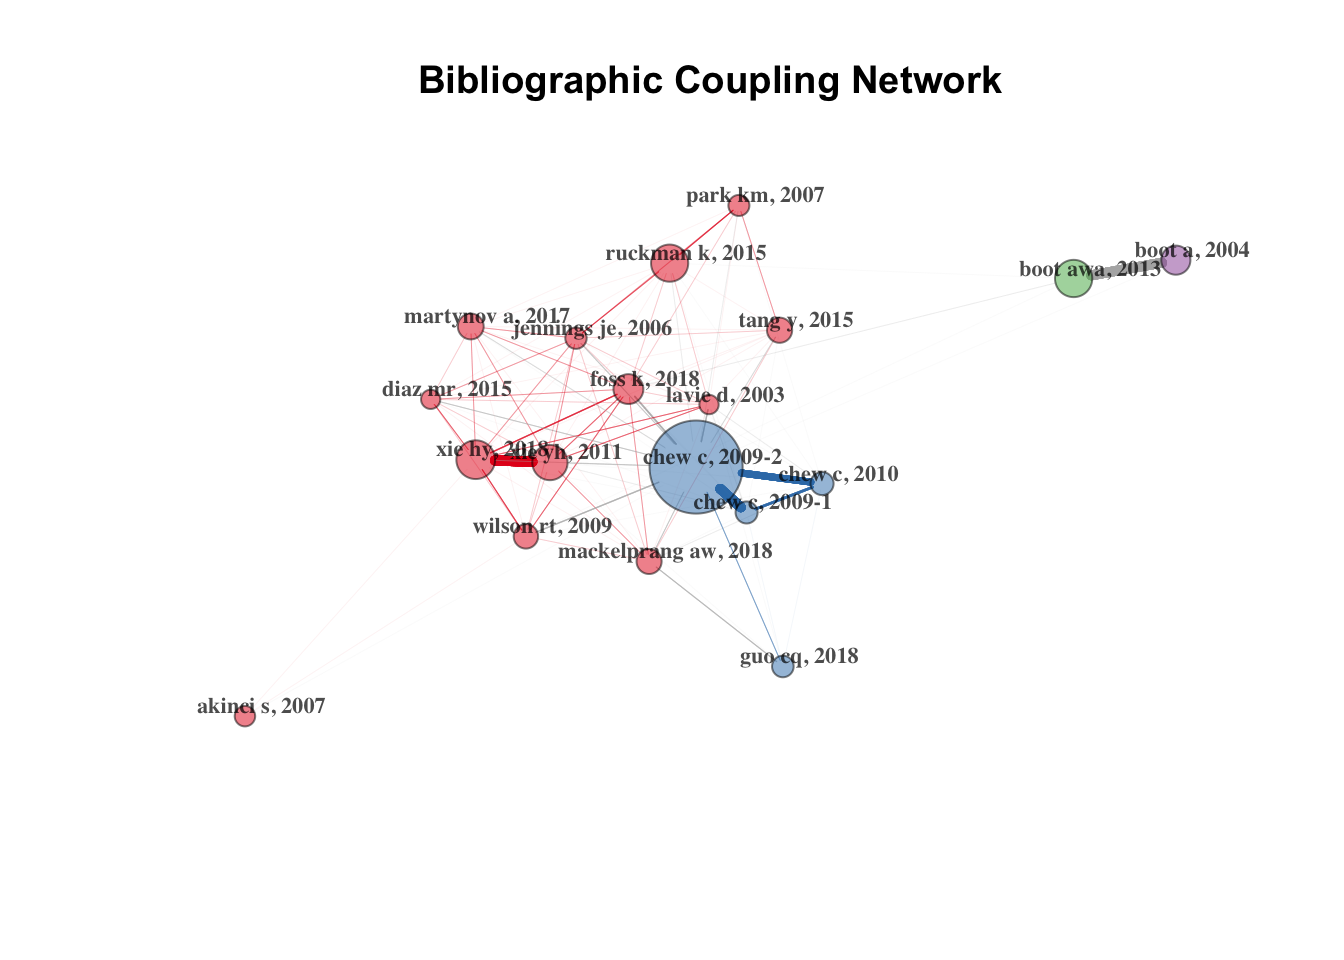 Bibliographic Coupling Network
park km, 2007
ruckman k, 2015
boot a, 2004
boot awa, 2013
martynov a, 2017
jennings je, 2006
tang y, 2015
foss k, 2018
diaz mr, 2015
lavie d, 2003
xie hy, 2018
xie yh, 2011
chew c, 2009-2
chew c, 2010
chew c, 2009-1
wilson rt, 2009
mackelprang aw, 2018
guo cq, 2018
akinci s, 2007